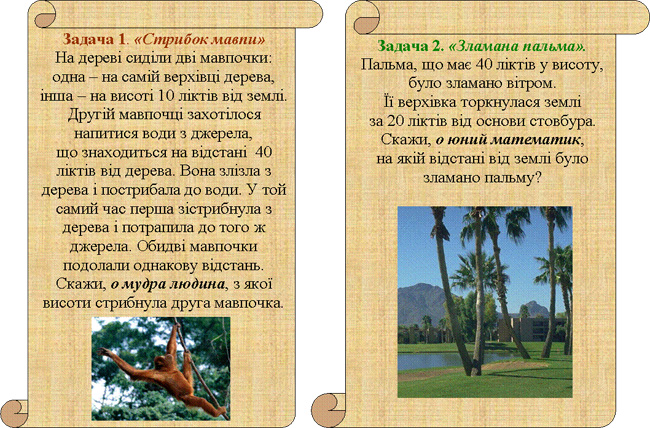 Задача 1. «Стрибок мавпи»
На дереві сиділи дві мавпочки:
одна – на самій верхівці дерева,
інша – на висоті 10 ліктів від землі.
Другій мавпочці захотілося
напитися води з джерела,
що знаходиться на відстані 40
ліктів від дерева. Вона злізла з
дерева і пострибала до води. У той
самий час перша зістрибнула з
дерева і потрапила до того ж
джерела. Обидві мавпочки
подолали однакову відстань.
Скажи, о мудра людина, з якої
висоти стрибнула друга мавпочка.
Задача 2. «Зламана пальма».
Пальма, що має 40 ліктів у висоту,
було зламано вітром.
Її верхівка торкнулася землі
за 20 ліктів від основи стовбура.
Скажи, о юний математик,
на якій відстані від землі було
зламано пальму?